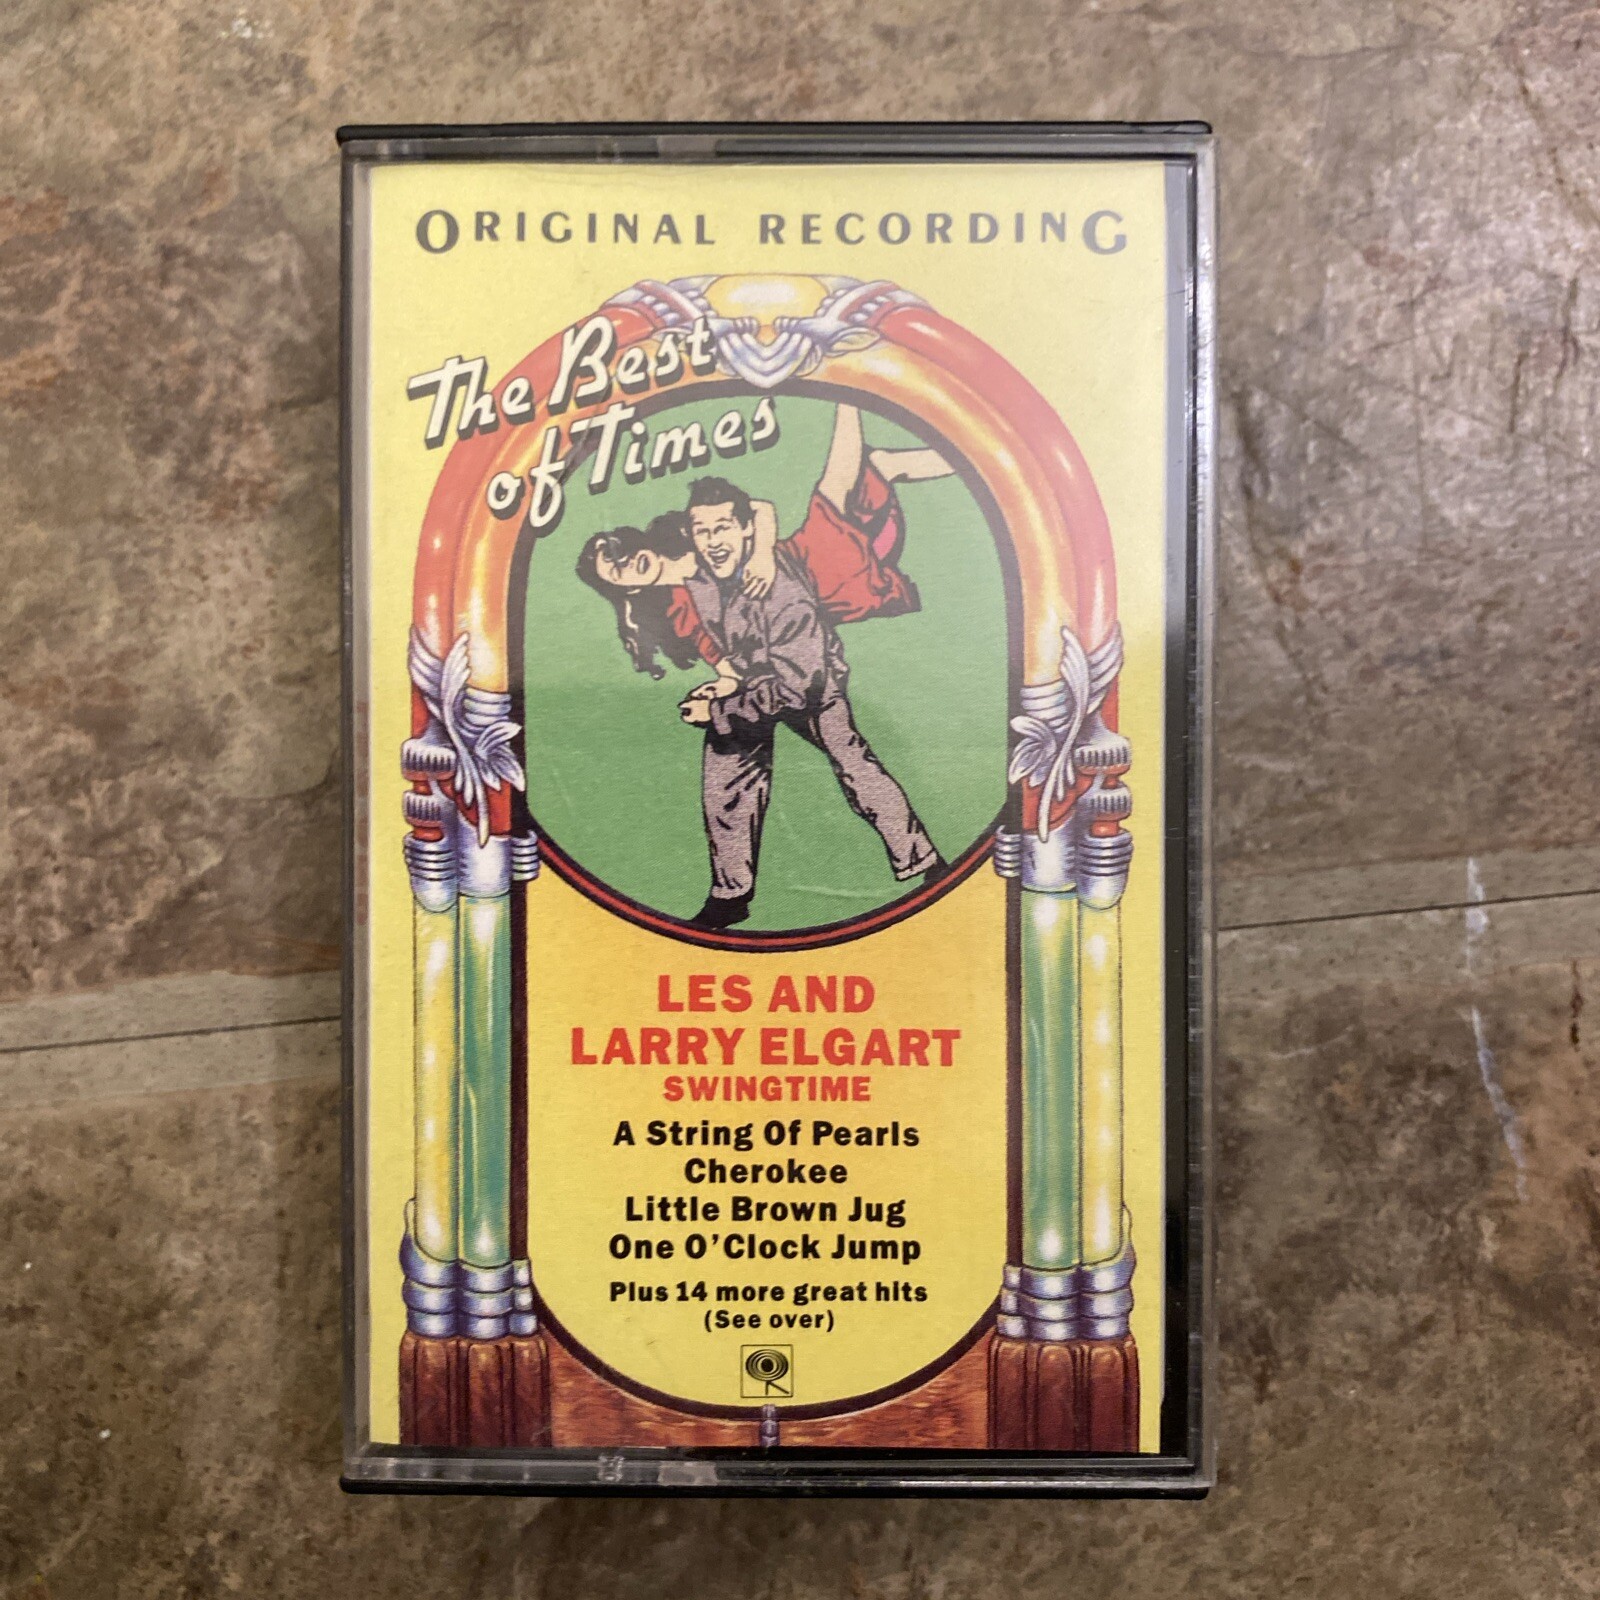 ORIGINAL RECORDING
The Best
of Times
LES AND
LARRY ELGART
SWINGTIME
A String Of Pearls
Cherokee
Little Brown Jug
One O'Clock Jump
Plus 14 more great hits
(See over)